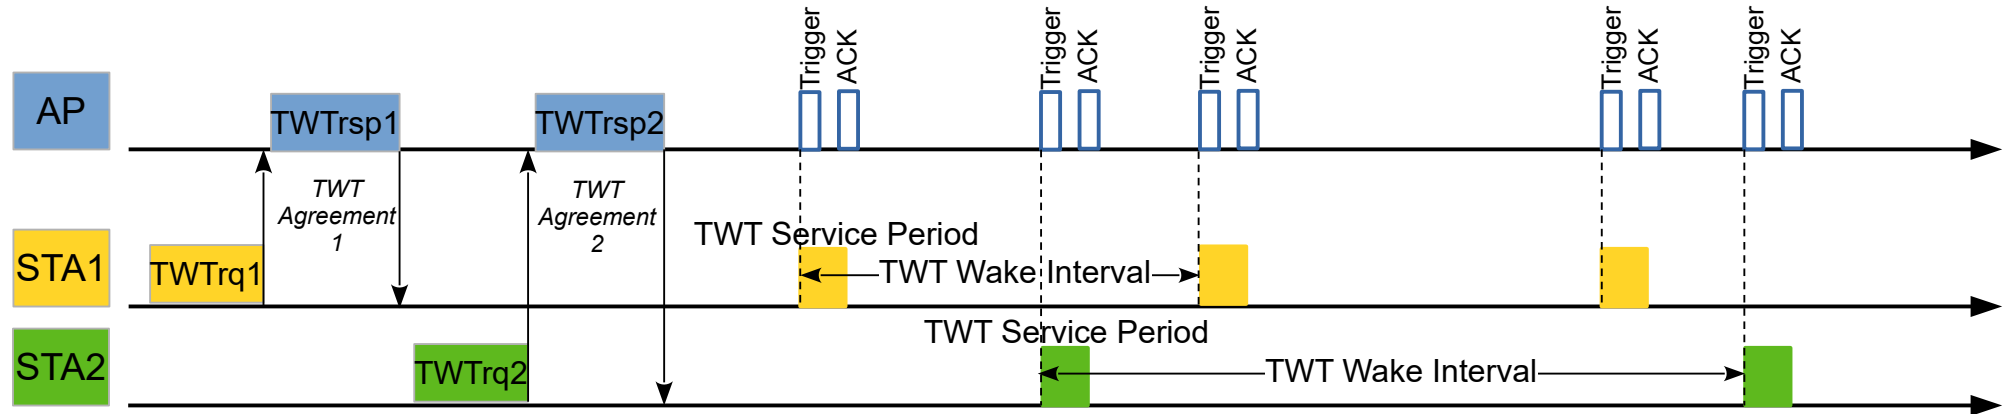 Trigger
ACK
Trigger
ACK
Trigger
ACK
Trigger
ACK
Trigger
ACK
AP
TWTrsp1
TWTrsp2
TWT
Agreement
1
TWT
Agreement
2
TWT Service Period
STA1
TWTrq1
TWT Wake Interval
TWT Service Period
STA2
TWTrq2
TWT Wake Interval